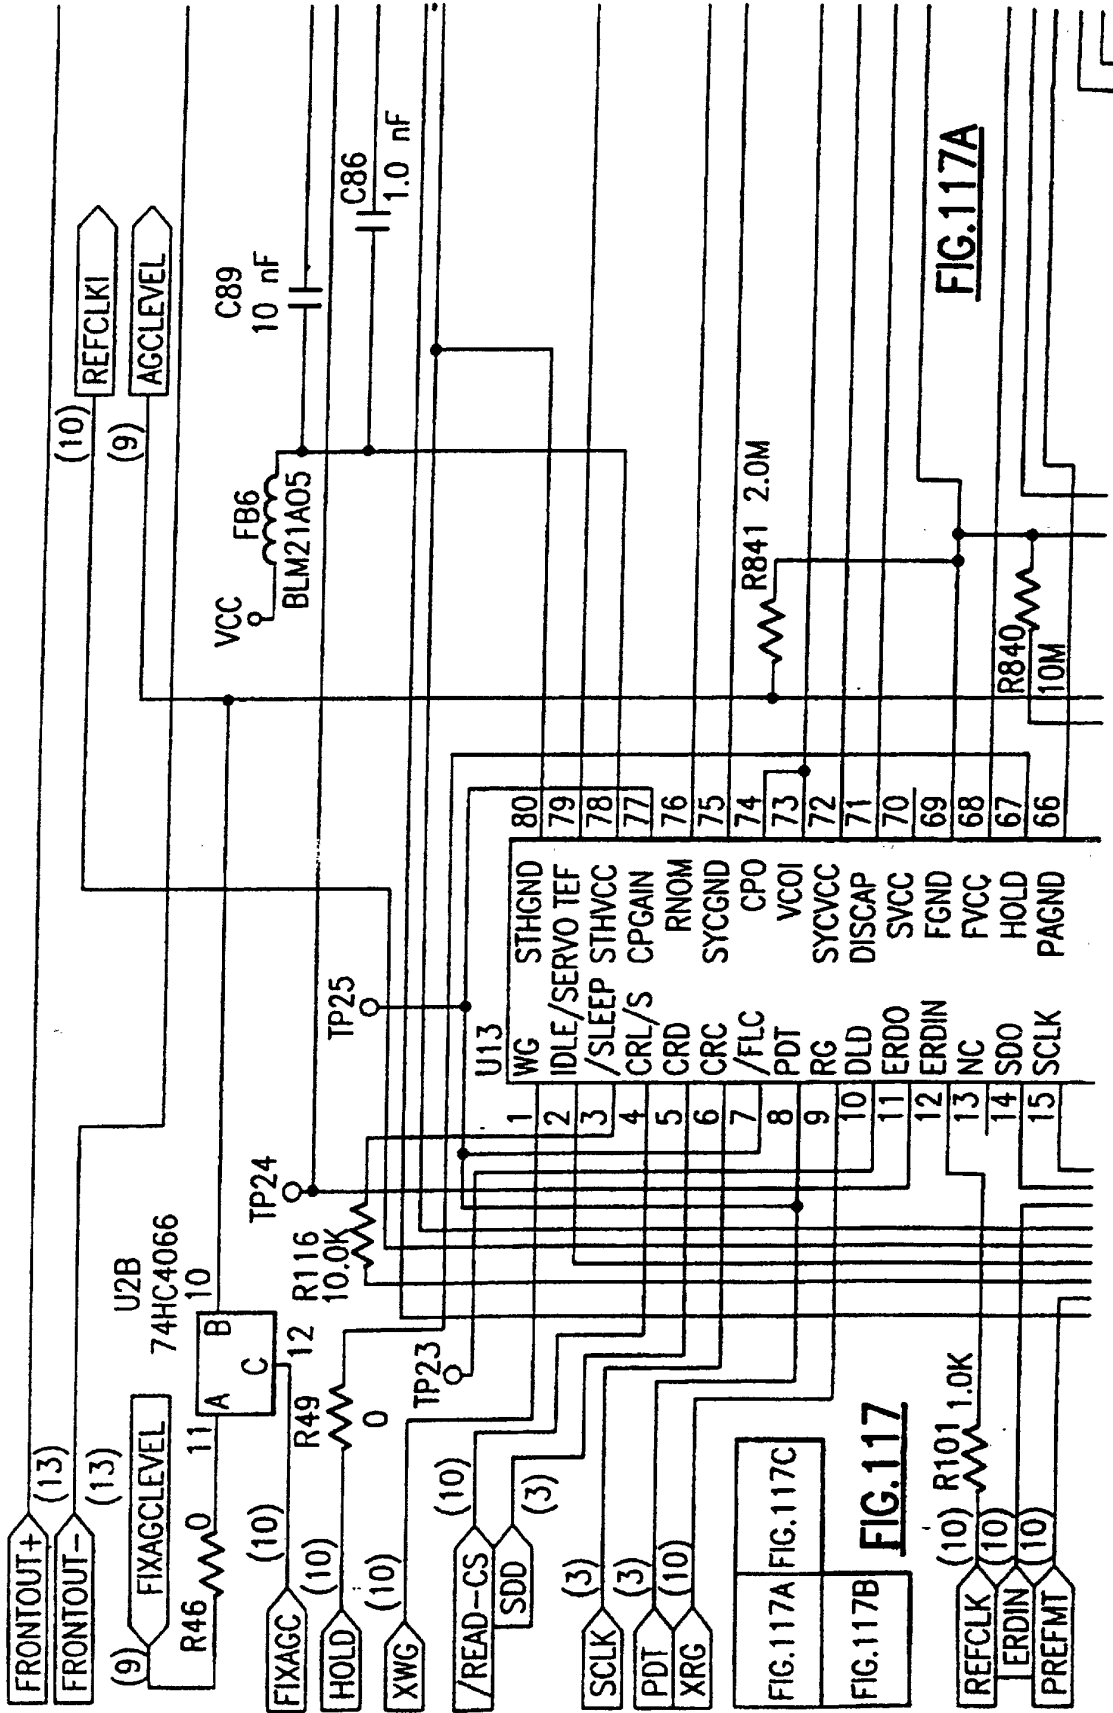 FRONTOUT+
(13)
FRONTOUT-
(13)
(9)
FIXAGCLEVEL
R46
0
11
A
B
C
U2B
74HC4066
10
12
FIXAGC
(10)
HOLD
(10)
R49
0
XWG
(10)
TP23
TP24
R116
10.0K
TP25
/READ-CS
(10)
SDD
(3)
SCLK
(3)
PDT
(3)
XRG
(10)
REFCLKI
(10)
AGCLEVEL
(9)
VCC
FB6
BLM21A05
C89
10 nF
C86
1.0 nF
U13
1 WG STHGND 80
2 IDLE/SERVO TEF 79
3 /SLEEP STHVCC 78
4 CRL/S CPGAIN 77
5 CRD RNOM 76
6 CRC SYCGND 75
7 /FLC CPO 74
8 PDT VCOI 73
9 RG SYCVCC 72
10 DLD DISCAP 71
11 ERDO SVCC 70
12 ERDIN FGND 69
13 NC FVCC 68
14 SDO HOLD 67
15 SCLK PAGND 66
R841 2.0M
R840
10M
FIG.117A
FIG.117A
FIG.117C
FIG.117B
FIG.117
REFCLK
(10)
R101
1.0K
ERDIN
(10)
PREFMT
(10)